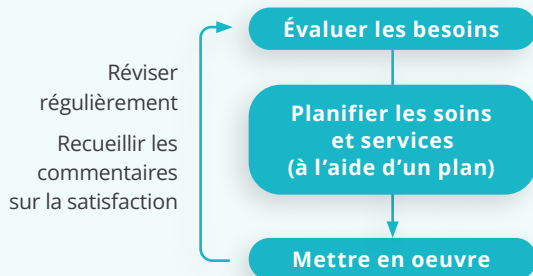 Évaluer les besoins
Réviser
régulièrement
Recueillir les
commentaires
sur la satisfaction
Planifier les soins
et services
(à l’aide d’un plan)
Mettre en oeuvre